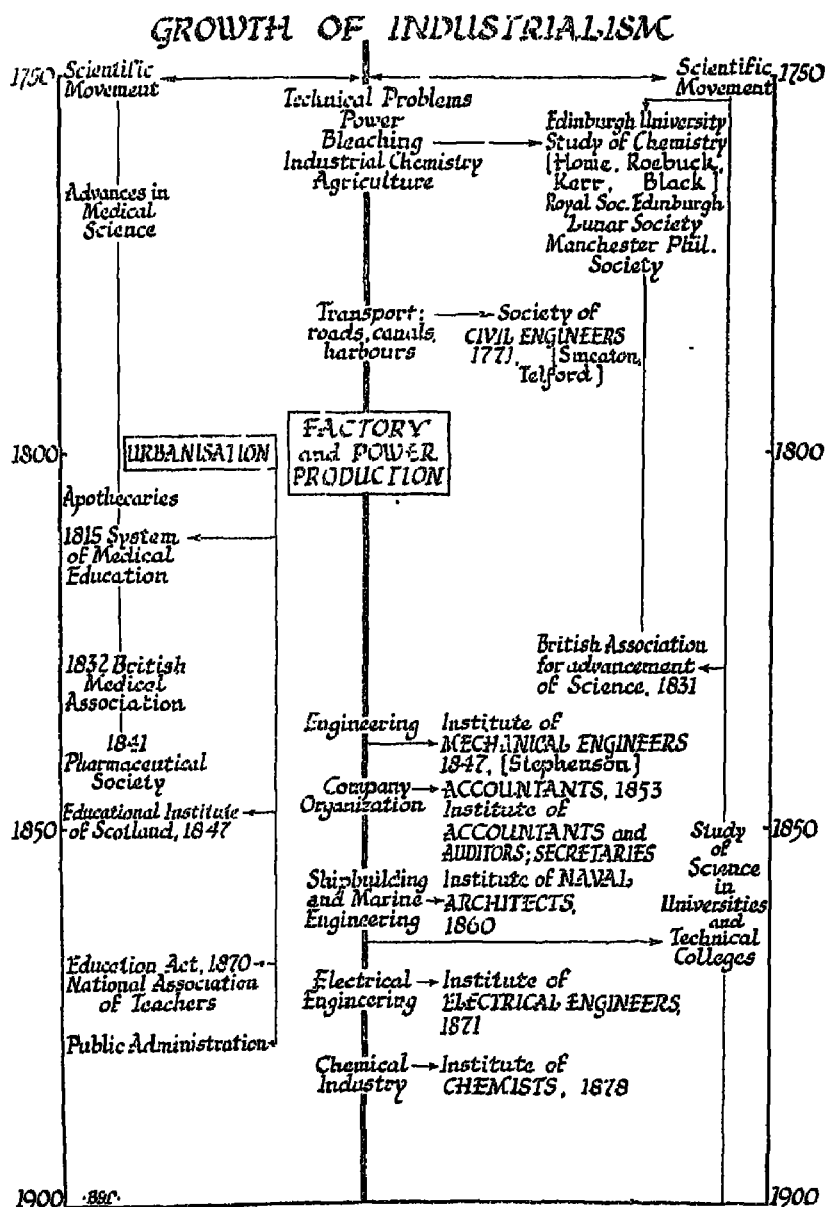 GROWTH OF INDUSTRIALISM
1750
Scientific
Movement
Advances in
Medical
Science
1800
URBANISATION
Apothecaries
1815 System
of Medical
Education
1832 British
Medical
Association
1841
Pharmaceutical
Society
Educational Institute
of Scotland, 1847
1850
Education Act, 1870
National Association
of Teachers
Public Administration
1900
Technical Problems
Power
Bleaching
Industrial Chemistry
Agriculture
Transport:
roads, canals,
harbours
FACTORY
and POWER
PRODUCTION
Engineering
Company
Organization
Shipbuilding
and Marine
Engineering
Electrical
Engineering
Chemical
Industry
Society of
CIVIL ENGINEERS
1771. [Smeaton,
Telford]
Institute of
MECHANICAL ENGINEERS
1847, [Stephenson]
ACCOUNTANTS, 1853
Institute of
ACCOUNTANTS and
AUDITORS; SECRETARIES
Institute of NAVAL
ARCHITECTS,
1860
Institute of
ELECTRICAL ENGINEERS,
1871
Institute of
CHEMISTS, 1878
Scientific
Movement
1750
Edinburgh University
Study of Chemistry
[Home, Roebuck,
Kerr, Black]
Royal Soc. Edinburgh
Lunar Society
Manchester Phil.
Society
1800
British Association
for advancement
of Science, 1831
1850
Study
of
Science
in
Universities
and
Technical
Colleges
1900